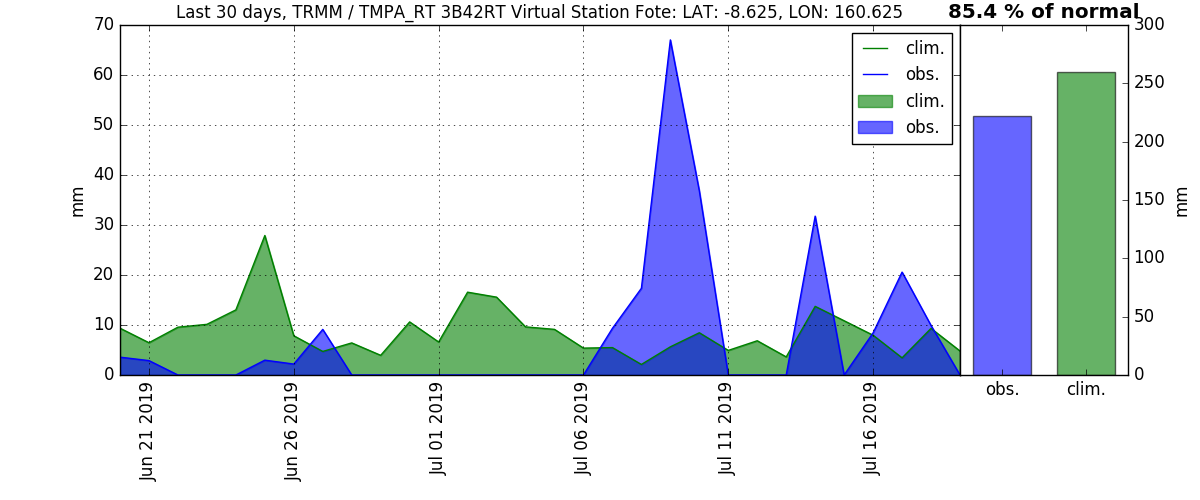 Last 30 days, TRMM / TMPA_RT 3B42RT Virtual Station Fote: LAT: -8.625, LON: 160.625
85.4 % of normal
70
60
50
40
30
20
10
0
mm
clim.
obs.
clim.
obs.
Jun 21 2019
Jun 26 2019
Jul 01 2019
Jul 06 2019
Jul 11 2019
Jul 16 2019
300
250
200
150
100
50
0
mm
obs.
clim.